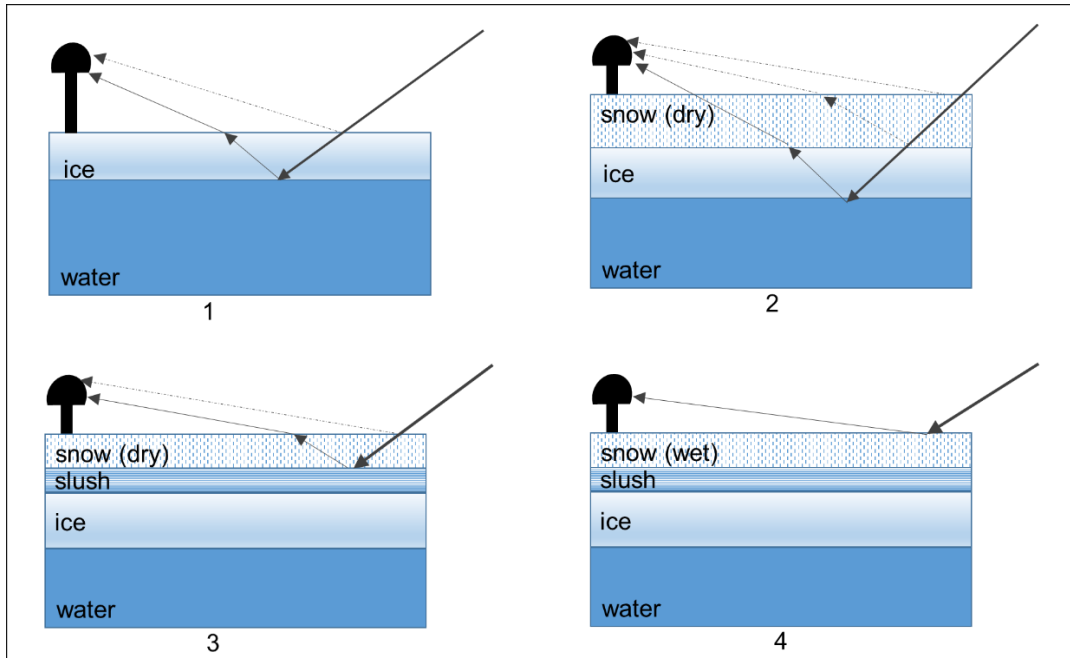 ice
water
1
snow (dry)
ice
water
2
snow (dry)
slush
ice
water
3
snow (wet)
slush
ice
water
4